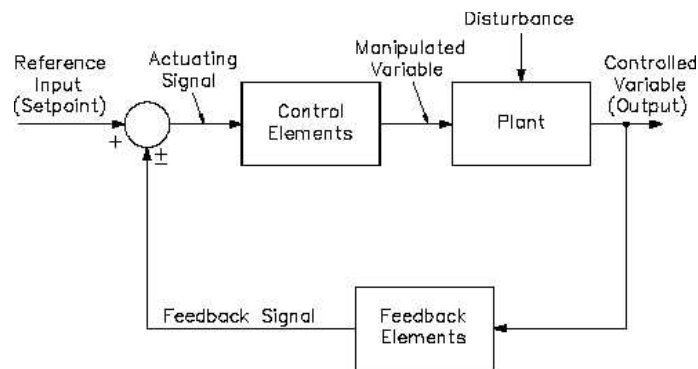 Disturbance
Reference
Input
(Setpoint)
Actuating
Signal
Manipulated
Variable
Controlled
Variable
(Output)
Control
Elements
Plant
+
±
Feedback Signal
Feedback
Elements